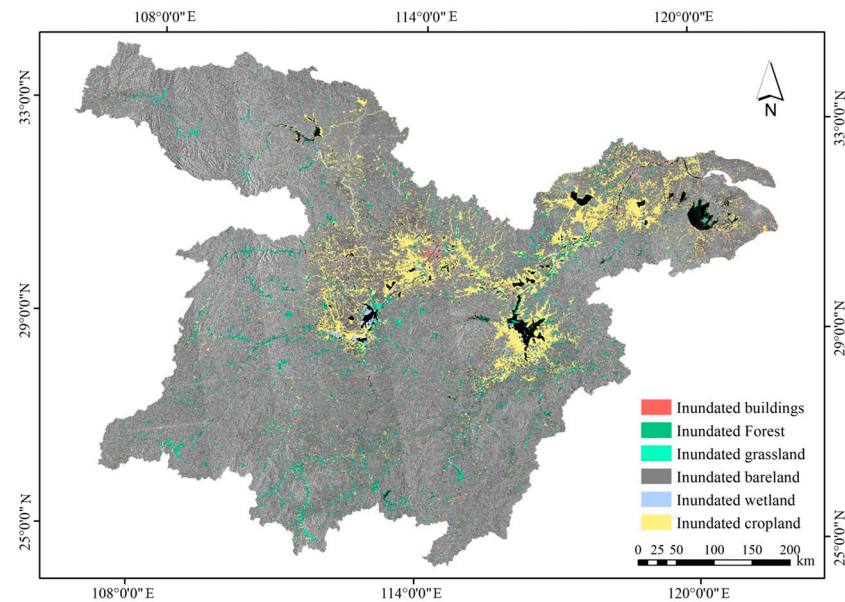 108°0'0"E 114°0'0"E 120°0'0"E
33°0'0"N
33°0'0"N
N
29°0'0"N
29°0'0"N
25°0'0"N
25°0'0"N
Inundated buildings
Inundated Forest
Inundated grassland
Inundated bareland
Inundated wetland
Inundated cropland
0 25 50 100 150 200
km
108°0'0"E 114°0'0"E 120°0'0"E